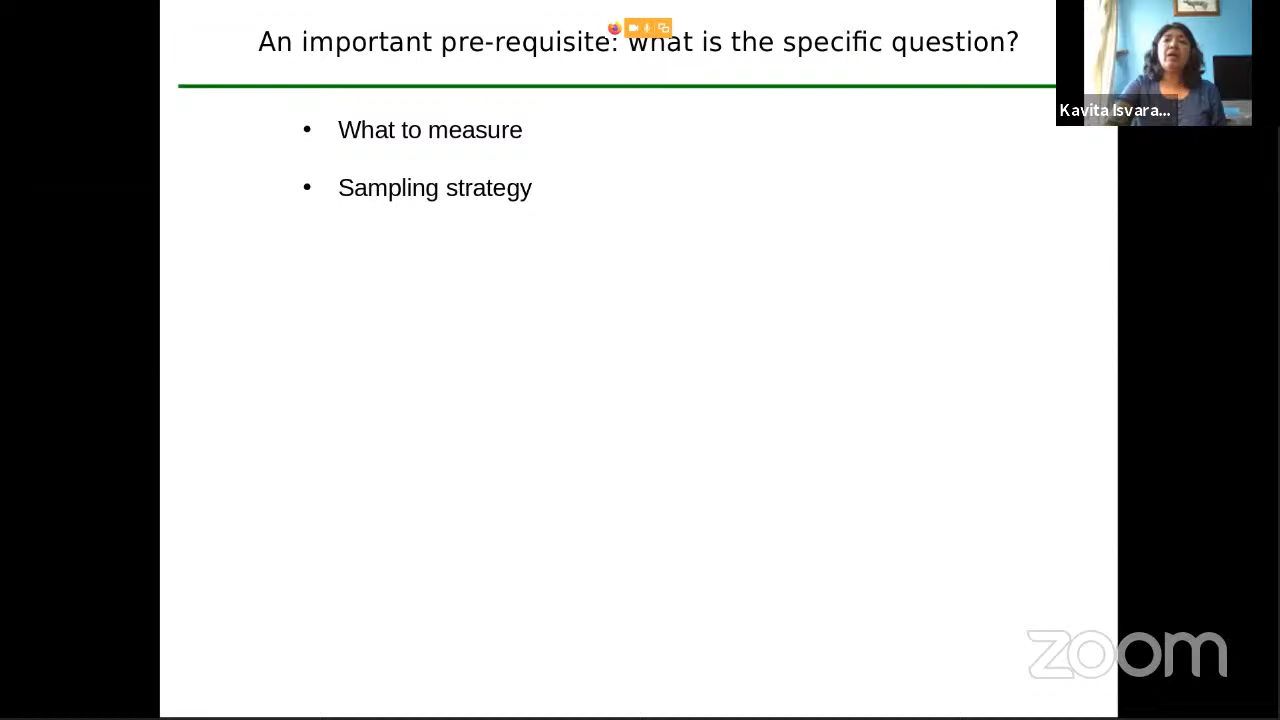 An important pre-requisite: what is the specific question?
• What to measure
• Sampling strategy
Kavita Isvara...
zoom